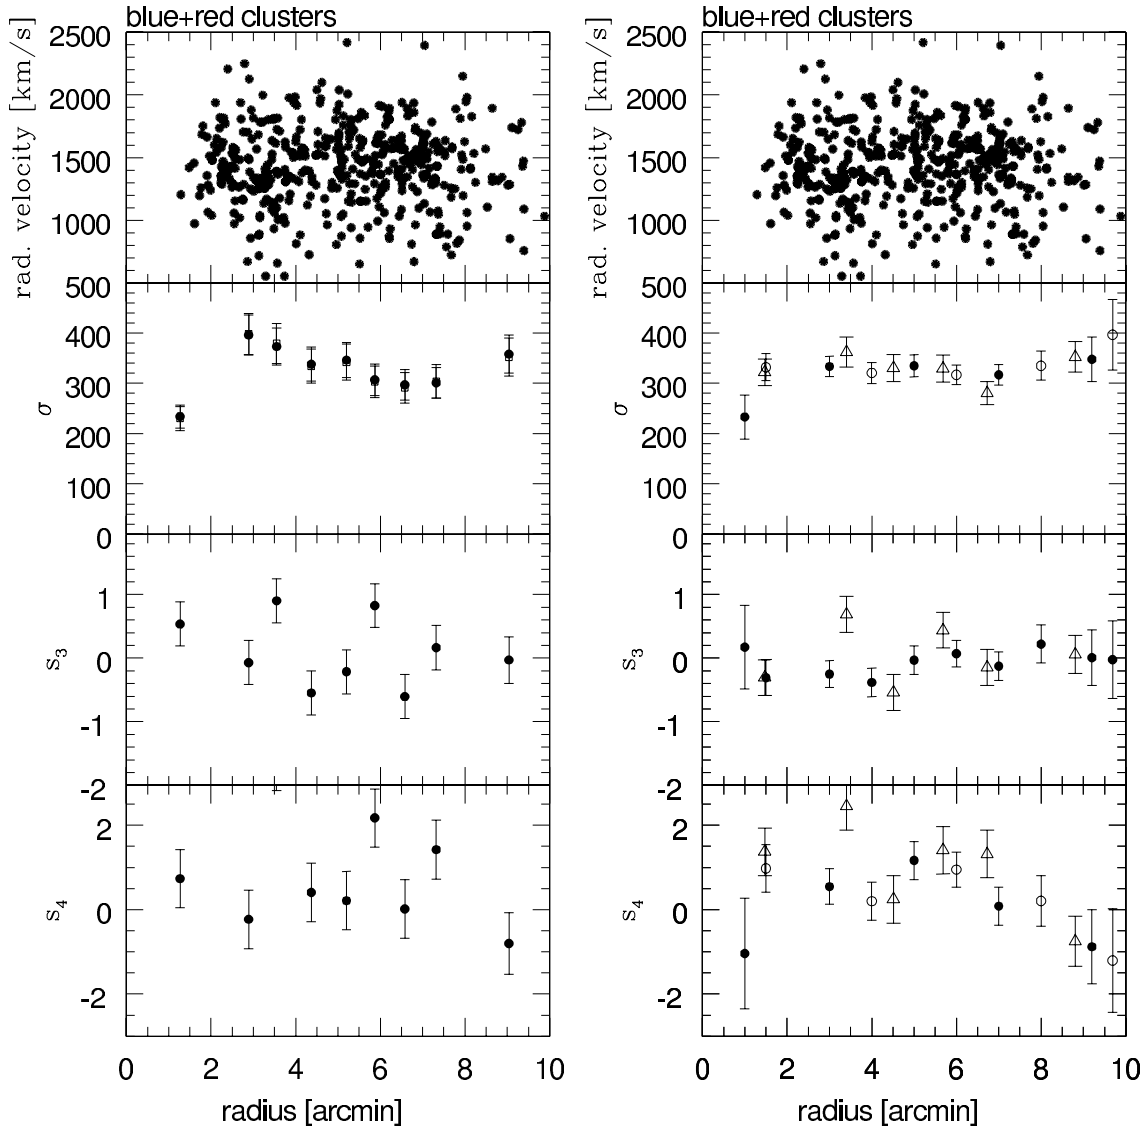 blue+red clusters blue+red clusters
2500 2500
2000 2000
1500 1500
1000 1000
500 500
rad. velocity [km/s] rad. velocity [km/s]
400 400
300 300
200 200
100 100
0 0
σ σ
1 1
0 0
-1 -1
-2 -2
s3 s3
2 2
0 0
-2 -2
s4 s4
0 2 4 6 8 10 0 2 4 6 8 10
radius [arcmin] radius [arcmin]